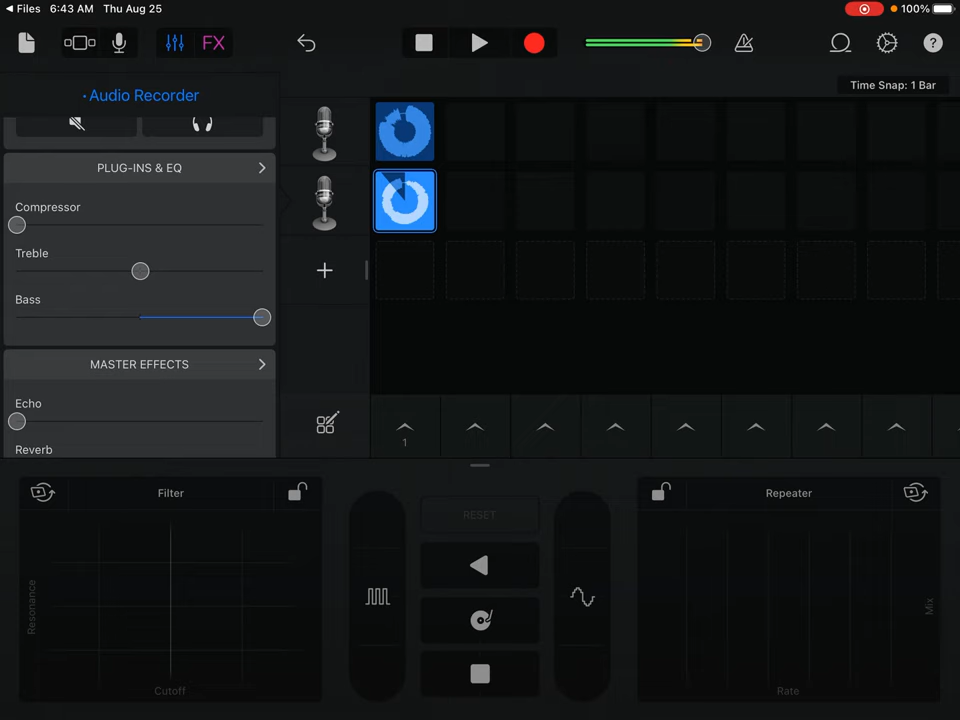 Files 6:43 AM Thu Aug 25 100%
FX
?
Audio Recorder
Time Snap: 1 Bar
PLUG-INS & EQ
Compressor
Treble
Bass
MASTER EFFECTS
Echo
Reverb
1
Filter
Resonance
Cutoff
RESET
Repeater
Mix
Rate